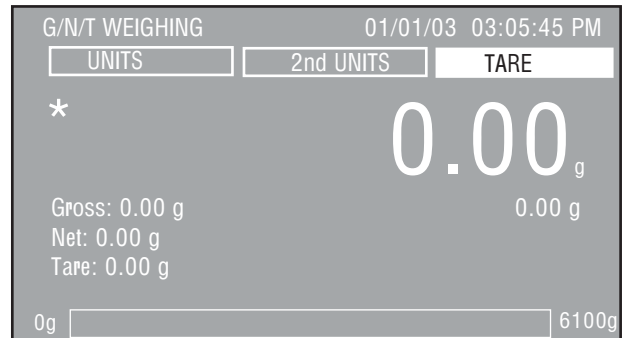 G/N/T WEIGHING 01/01/03 03:05:45 PM
UNITS 2nd UNITS TARE
* 0.00 g
Gross: 0.00 g 0.00 g
Net: 0.00 g
Tare: 0.00 g
0g 6100g